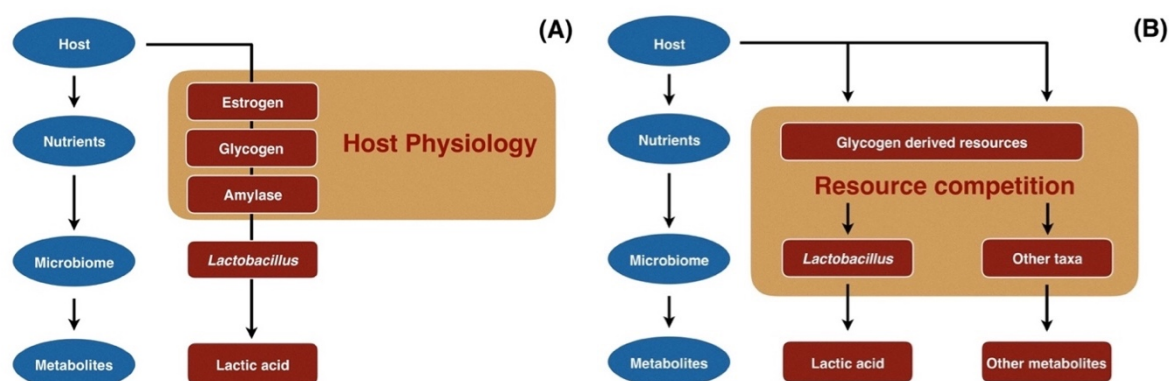 (A)
Host
Nutrients
Microbiome
Metabolites
Estrogen
Glycogen
Amylase
Host Physiology
Lactobacillus
Lactic acid
(B)
Host
Nutrients
Microbiome
Metabolites
Glycogen derived resources
Resource competition
Lactobacillus
Other taxa
Lactic acid
Other metabolites